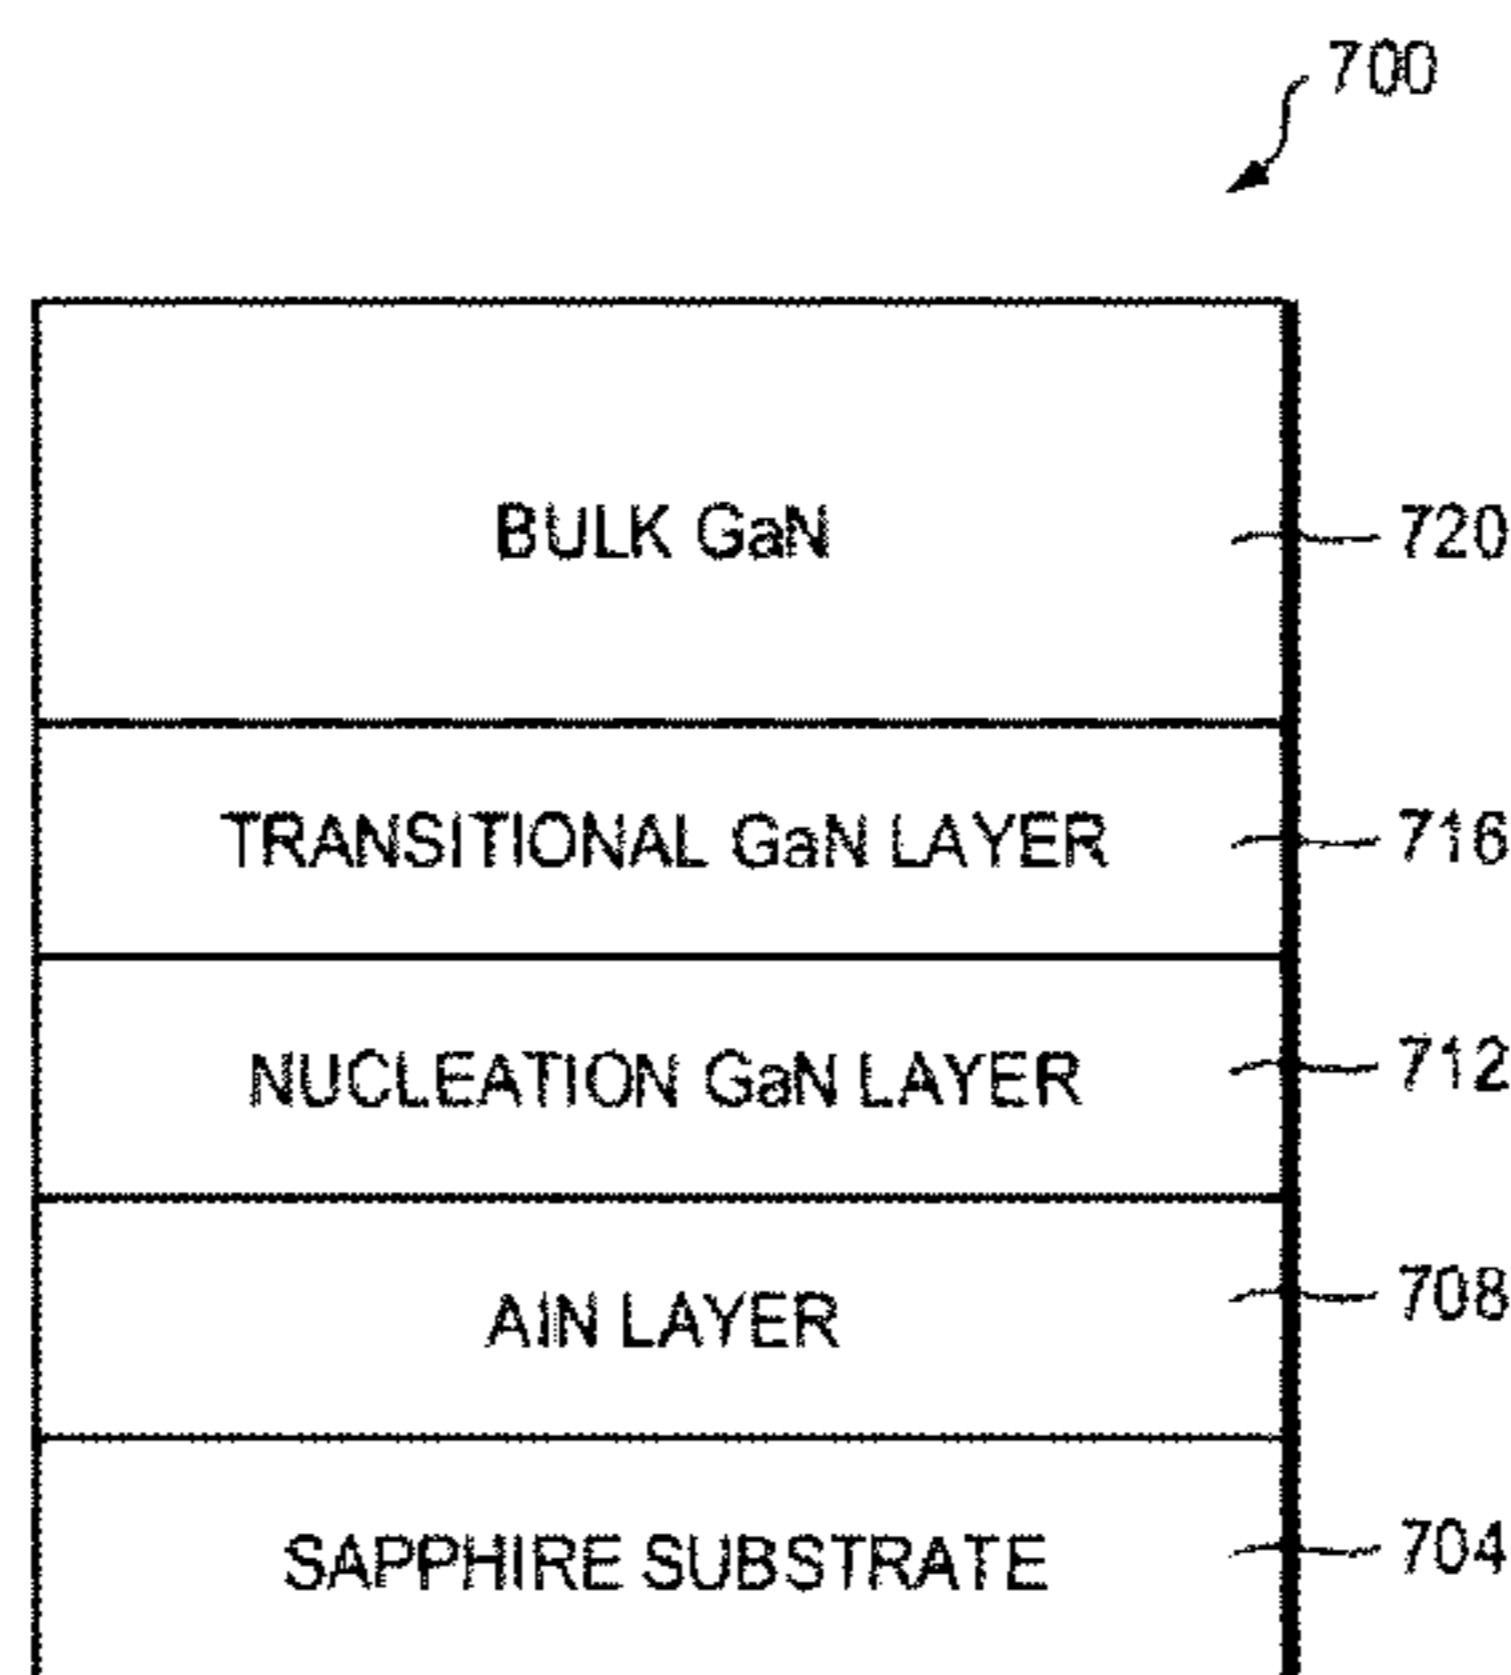 700
BULK GaN 720
TRANSITIONAL GaN LAYER 716
NUCLEATION GaN LAYER 712
AlN LAYER 708
SAPPHIRE SUBSTRATE 704